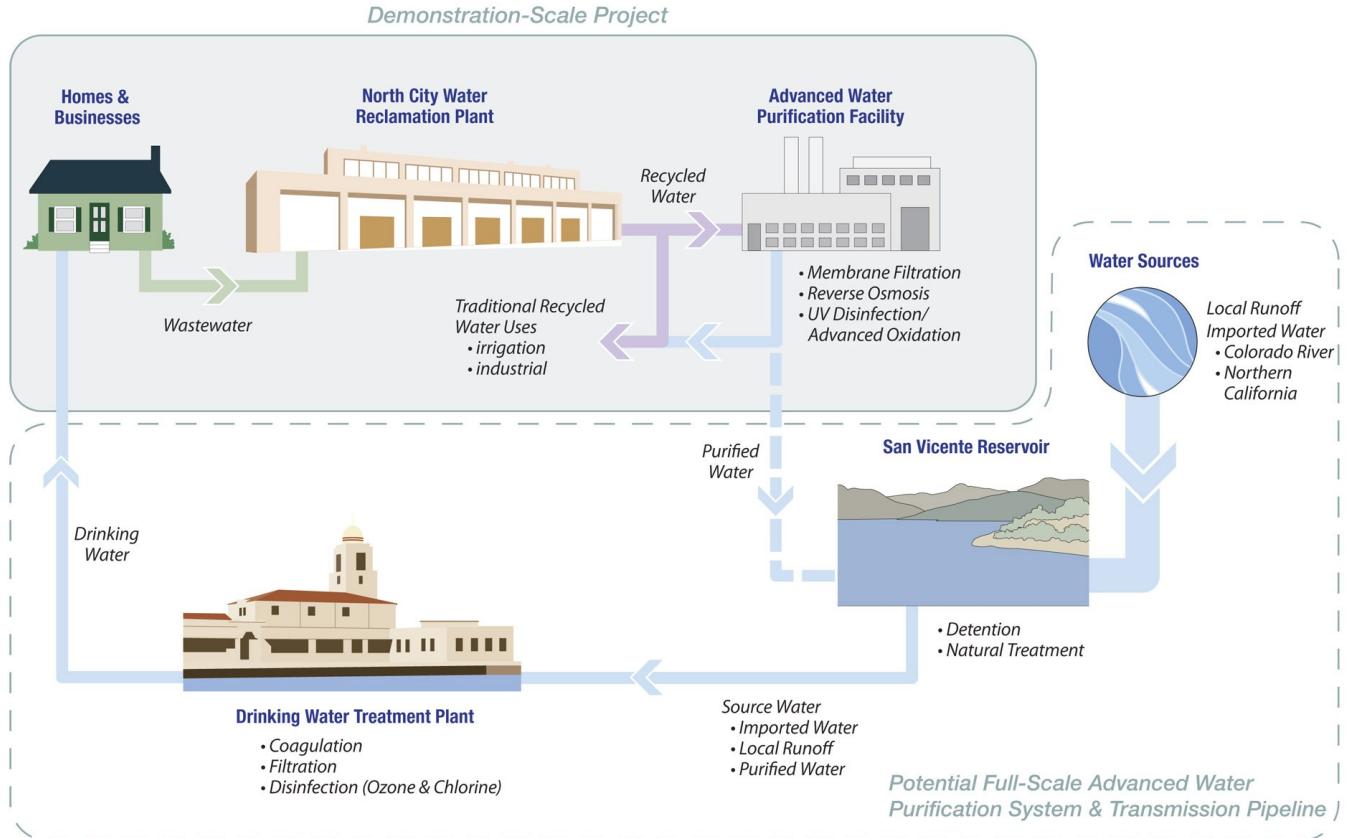 Demonstration-Scale Project
Homes &
Businesses
North City Water
Reclamation Plant
Advanced Water
Purification Facility
Recycled
Water
Wastewater
Traditional Recycled
Water Uses
• irrigation
• industrial
• Membrane Filtration
• Reverse Osmosis
• UV Disinfection/
Advanced Oxidation
Water Sources
Local Runoff
Imported Water
• Colorado River
• Northern
California
Purified
Water
San Vicente Reservoir
• Detention
• Natural Treatment
Drinking
Water
Drinking Water Treatment Plant
• Coagulation
• Filtration
• Disinfection (Ozone & Chlorine)
Source Water
• Imported Water
• Local Runoff
• Purified Water
Potential Full-Scale Advanced Water
Purification System & Transmission Pipeline